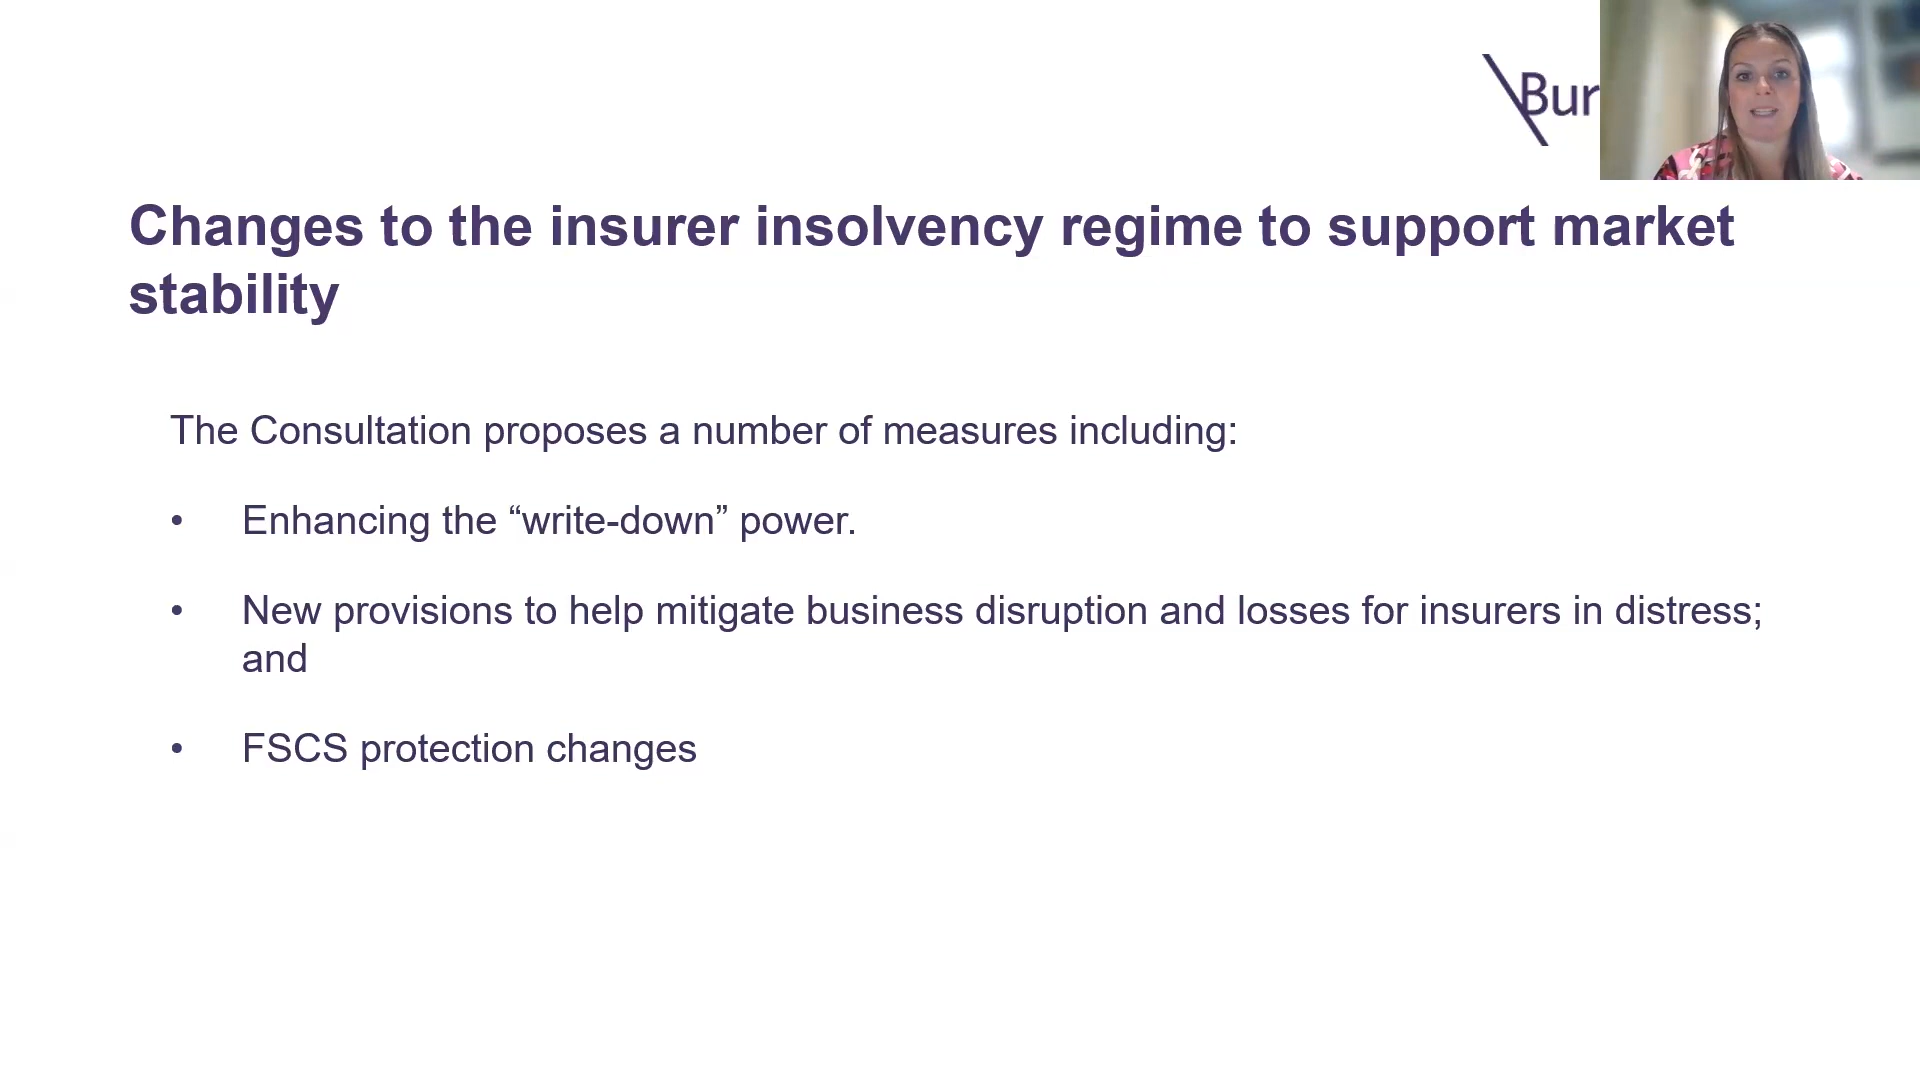 Bur
Changes to the insurer insolvency regime to support market
stability
The Consultation proposes a number of measures including:
• Enhancing the “write-down” power.
• New provisions to help mitigate business disruption and losses for insurers in distress;
and
• FSCS protection changes